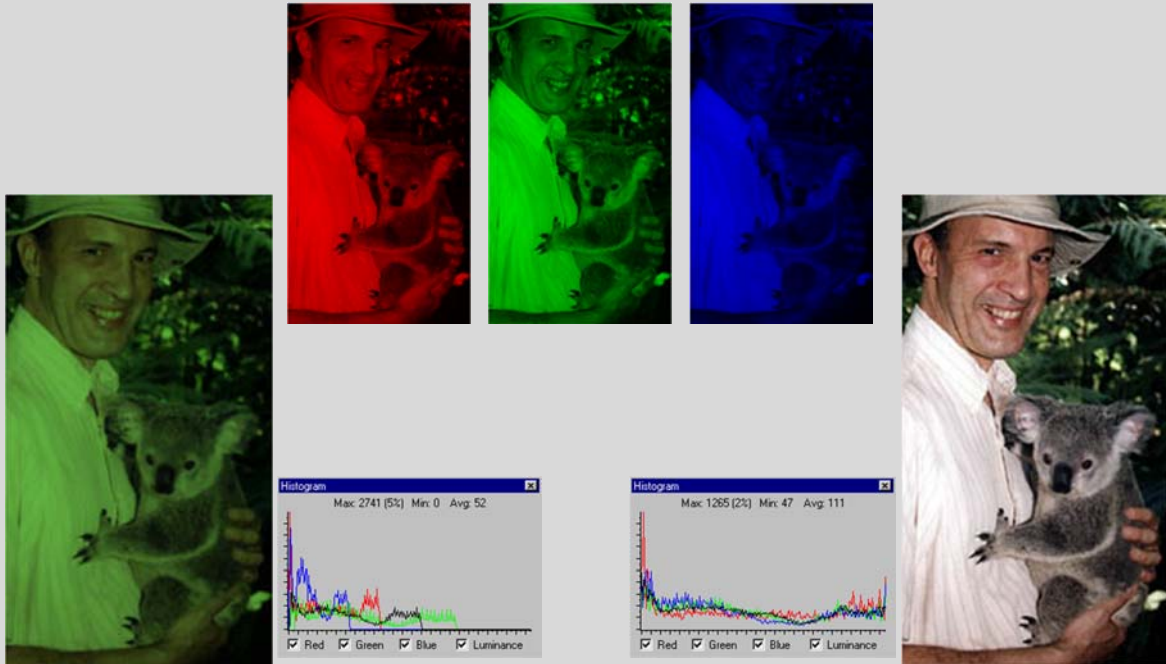 Histogram
Max: 2741 (5%) Min: 0 Avg: 52
Red Green Blue Luminance
Histogram
Max: 1265 (2%) Min: 47 Avg: 111
Red Green Blue Luminance